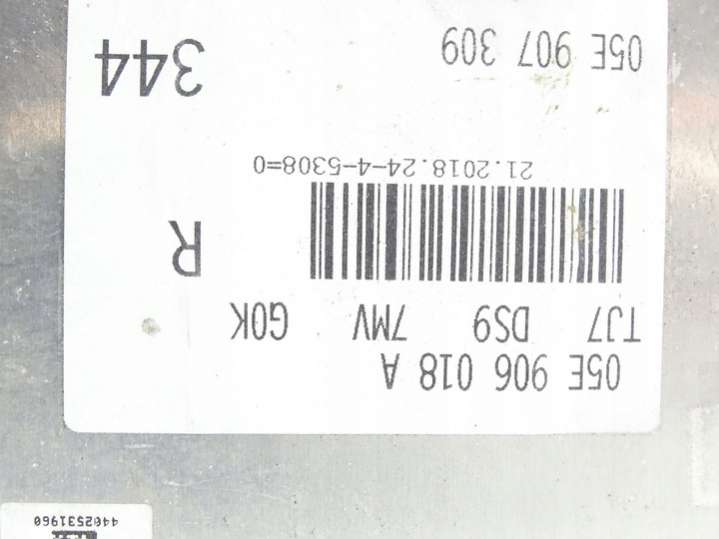 4402531960
05E 906 018 A
TJ7 DS9 7MV G0K
R
21.2018.24-4-5308=0
05E 907 309
344